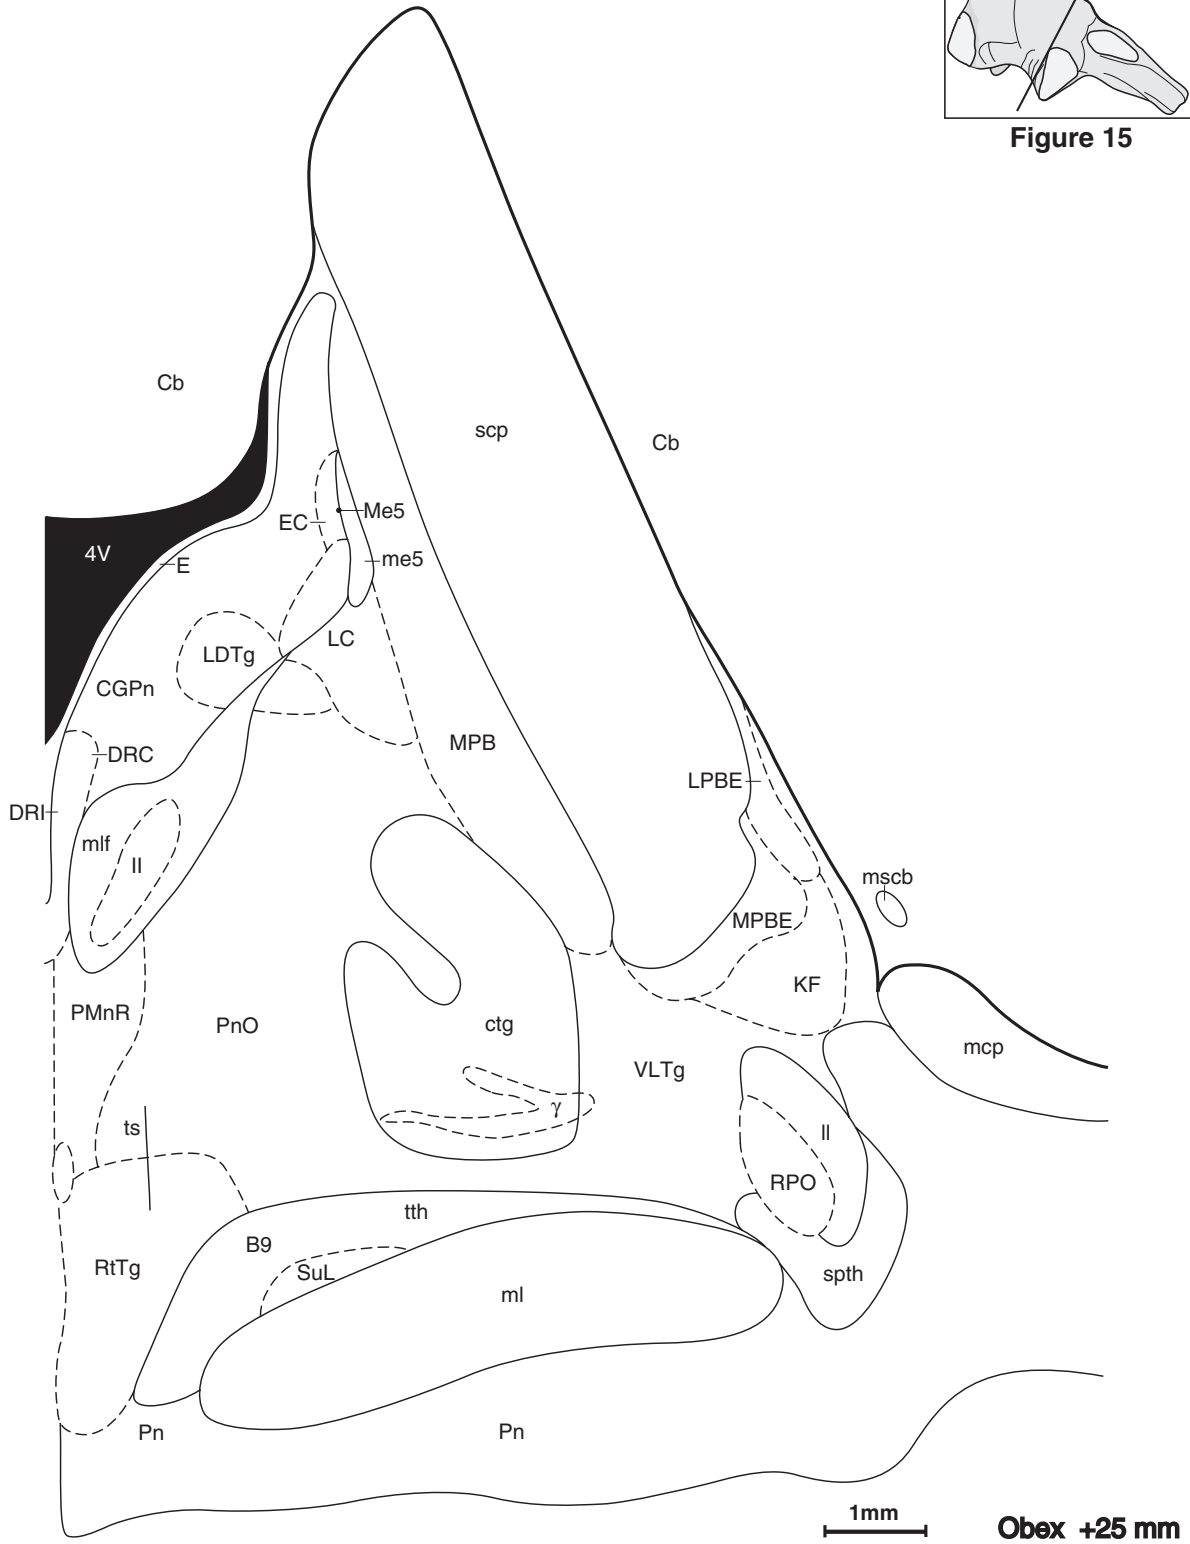 Figure 15
Cb
scp
Cb
EC
Me5
4V
me5
E
LC
LDTg
CGPn
MPB
DRC
LPBE
DRI
mlf
II
mscb
MPBE
KF
PMnR
PnO
ctg
mcp
VLTg
γ
ts
ll
RPO
tth
B9
RtTg
SuL
spth
ml
Pn
Pn
1mm
Obex +25 mm